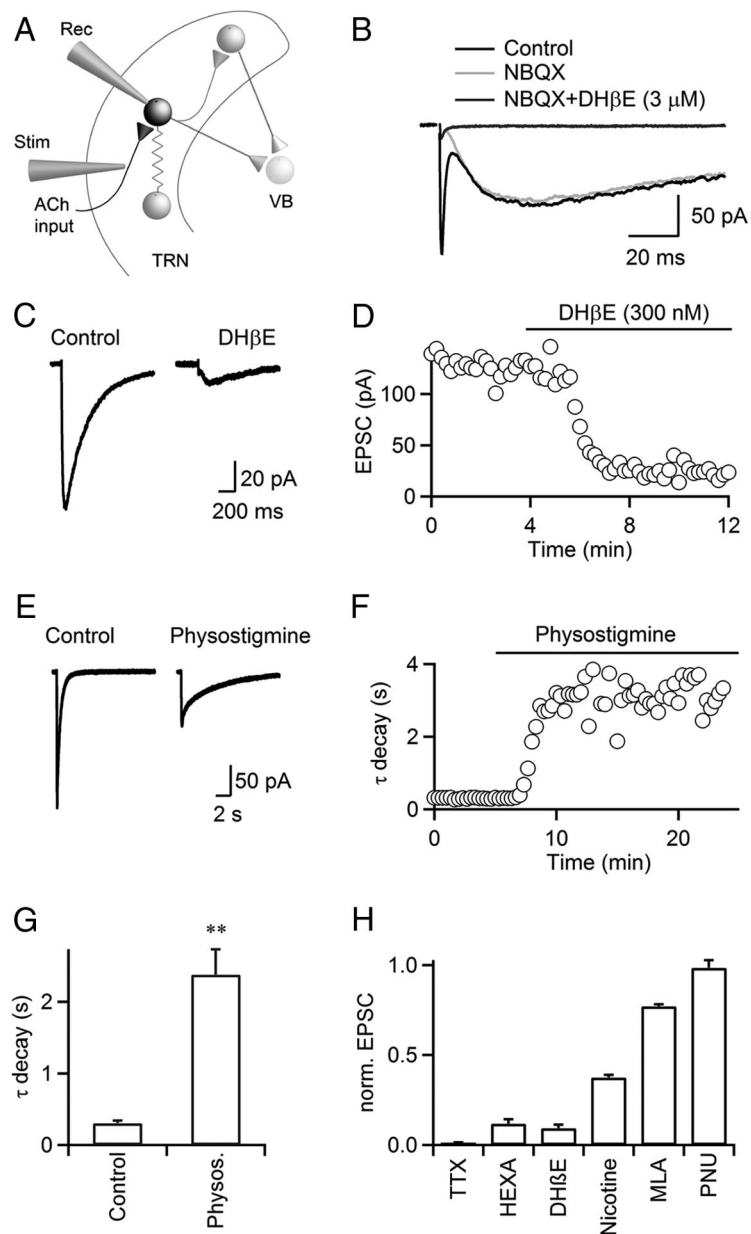 A
Rec
Stim
ACh
input
TRN
VB
B
Control
NBQX
NBQX+DHβE (3 μM)
50 pA
20 ms
C
Control
DHβE
20 pA
200 ms
D
DHβE (300 nM)
EPSC (pA)
100
50
0
0
4
8
12
Time (min)
E
Control
Physostigmine
50 pA
2 s
F
Physostigmine
τ decay (s)
4
2
0
0
10
20
Time (min)
G
**
τ decay (s)
2
1
0
Control
Physos.
H
norm. EPSC
1.0
0.5
0.0
TTX
HEXA
DHßE
Nicotine
MLA
PNU